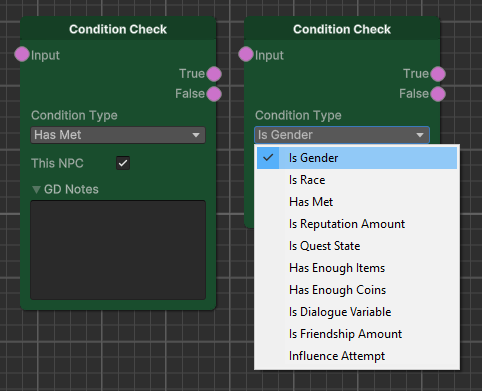 Condition Check
Input
True
False
Condition Type
Has Met
This NPC
GD Notes
Condition Check
Input
True
False
Condition Type
Is Gender
Is Gender
Is Race
Has Met
Is Reputation Amount
Is Quest State
Has Enough Items
Has Enough Coins
Is Dialogue Variable
Is Friendship Amount
Influence Attempt